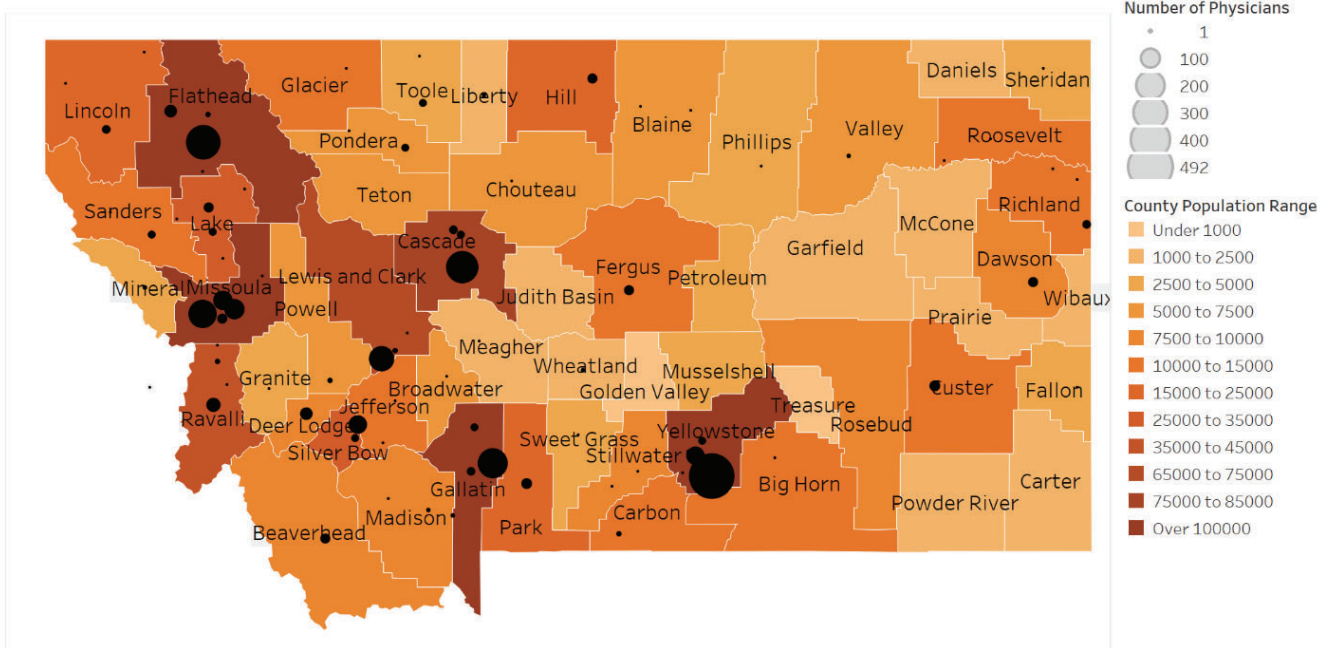 Number of Physicians
1
100
200
300
400
492
County Population Range
Under 1000
1000 to 2500
2500 to 5000
5000 to 7500
7500 to 10000
10000 to 15000
15000 to 25000
25000 to 35000
35000 to 45000
65000 to 75000
75000 to 85000
Over 100000
Daniels
Sheridan
Glacier
Toole
Liberty
Hill
Flathead
Lincoln
Blaine
Valley
Roosevelt
Pondera
Phillips
Teton
Chouteau
Richland
Sanders
Lake
McCone
Cascade
Garfield
Dawson
Fergus
Petroleum
Lewis and Clark
Mineral
Missoula
Judith Basin
Wibaux
Powell
Prairie
Meagher
Wheatland
Musselshell
Granite
Broadwater
Golden Valley
Custer
Fallon
Jefferson
Treasure
Ravalli
Deer Lodge
Rosebud
Sweet Grass
Yellowstone
Silver Bow
Stillwater
Gallatin
Big Horn
Carter
Powder River
Madison
Park
Carbon
Beaverhead